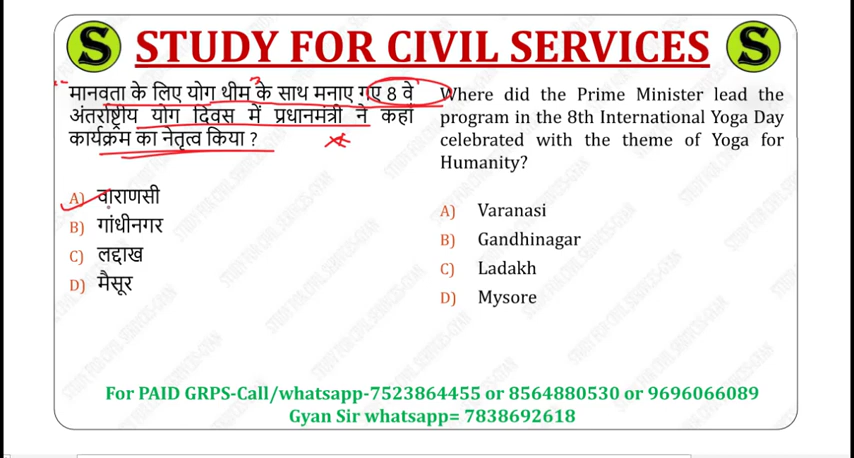 S STUDY FOR CIVIL SERVICES S
मानवता के लिए योग थीम के साथ मनाए गए 8 वे
अंतर्राष्ट्रीय योग दिवस में प्रधानमंत्री ने कहां
कार्यक्रम का नेतृत्व किया ?
A) वाराणसी
B) गांधीनगर
C) लद्दाख
D) मैसूर
Where did the Prime Minister lead the
program in the 8th International Yoga Day
celebrated with the theme of Yoga for
Humanity?
A) Varanasi
B) Gandhinagar
C) Ladakh
D) Mysore
For PAID GRPS-Call/whatsapp-7523864455 or 8564880530 or 9696066089
Gyan Sir whatsapp= 7838692618